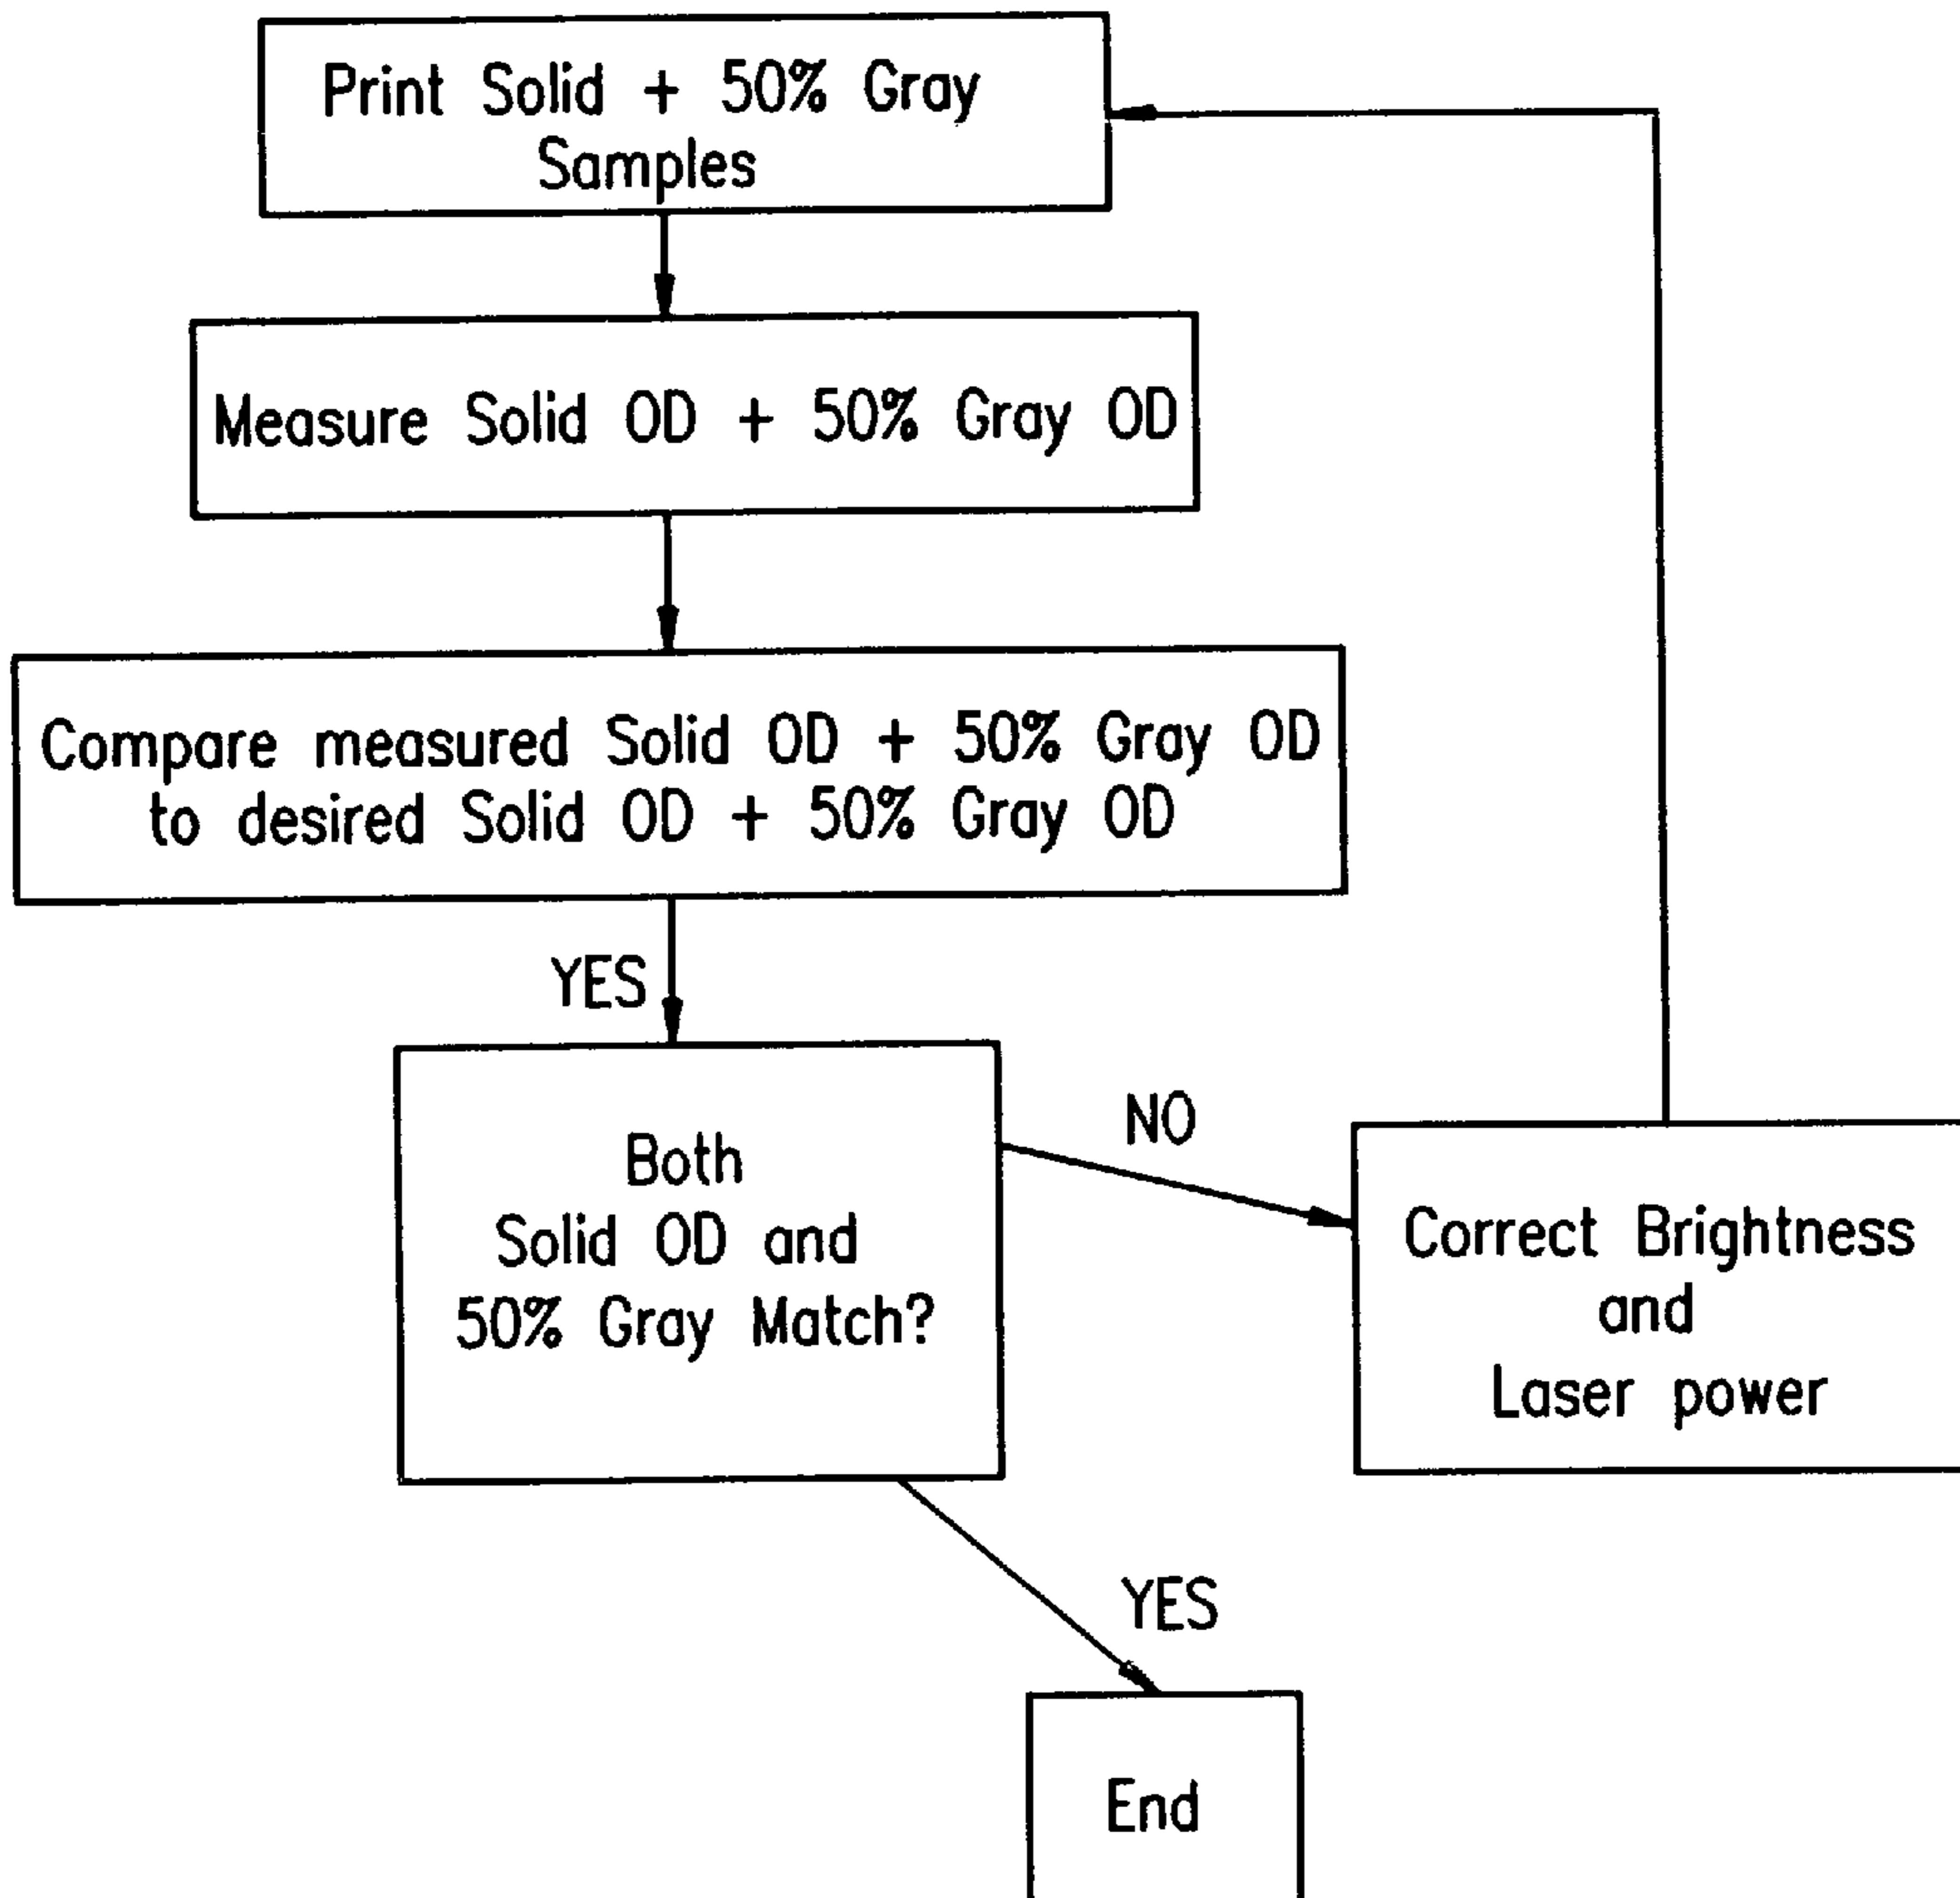 Print Solid + 50% Gray
Samples
Measure Solid OD + 50% Gray OD
Compare measured Solid OD + 50% Gray OD
to desired Solid OD + 50% Gray OD
YES
Both
Solid OD and
50% Gray Match?
NO
Correct Brightness
and
Laser power
YES
End